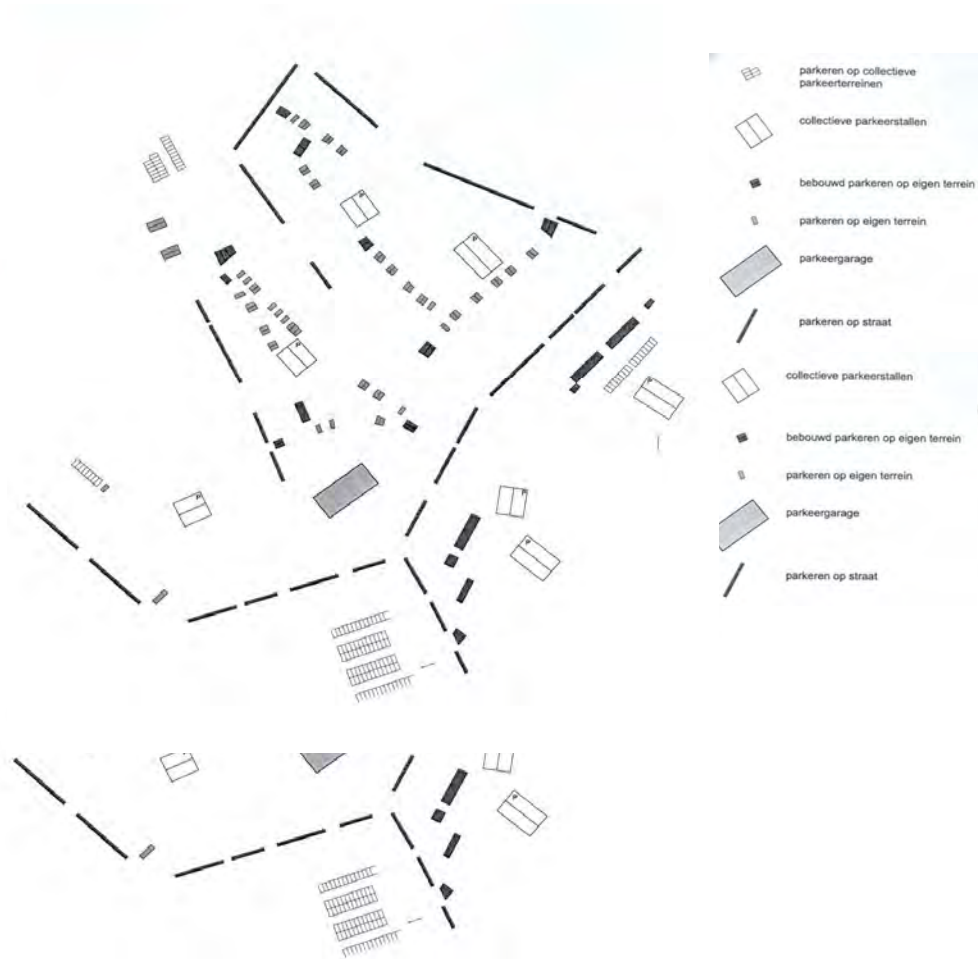 parkeren op collectieve
parkeerterreinen
collectieve parkeerstallen
bebouwd parkeren op eigen terrein
parkeren op eigen terrein
parkeergarage
parkeren op straat
collectieve parkeerstallen
bebouwd parkeren op eigen terrein
parkeren op eigen terrein
parkeergarage
parkeren op straat